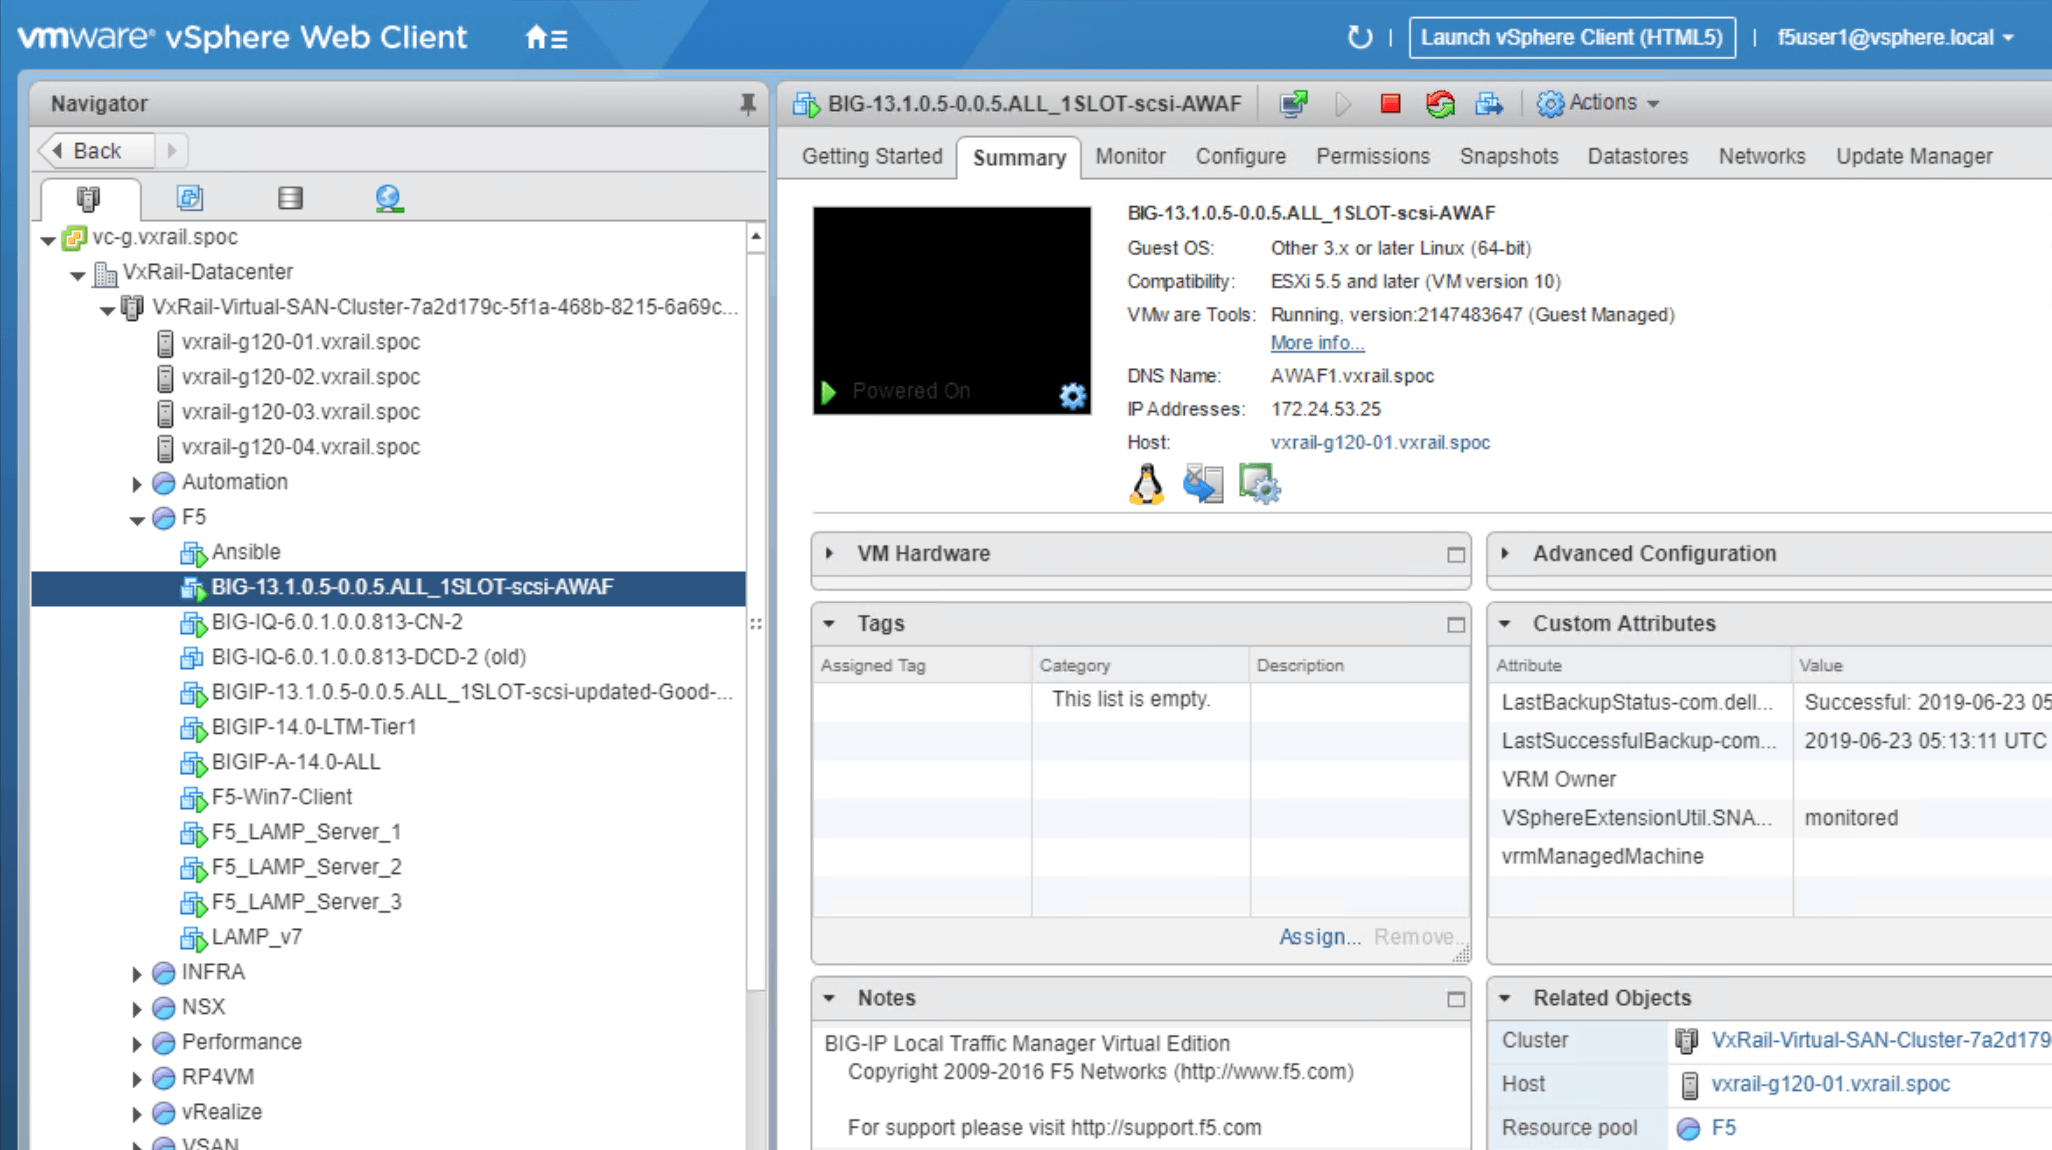 vmware® vSphere Web Client
Launch vSphere Client (HTML5)
f5user1@vsphere.local
Navigator
Back
vc-g.vxrail.spoc
VxRail-Datacenter
VxRail-Virtual-SAN-Cluster-7a2d179c-5f1a-468b-8215-6a69c...
vxrail-g120-01.vxrail.spoc
vxrail-g120-02.vxrail.spoc
vxrail-g120-03.vxrail.spoc
vxrail-g120-04.vxrail.spoc
Automation
F5
Ansible
BIG-13.1.0.5-0.0.5.ALL_1SLOT-scsi-AWAF
BIG-IQ-6.0.1.0.0.813-CN-2
BIG-IQ-6.0.1.0.0.813-DCD-2 (old)
BIGIP-13.1.0.5-0.0.5.ALL_1SLOT-scsi-updated-Good-...
BIGIP-14.0-LTM-Tier1
BIGIP-A-14.0-ALL
F5-Win7-Client
F5_LAMP_Server_1
F5_LAMP_Server_2
F5_LAMP_Server_3
LAMP_v7
INFRA
NSX
Performance
RP4VM
vRealize
VSAN
BIG-13.1.0.5-0.0.5.ALL_1SLOT-scsi-AWAF
Actions
Getting Started Summary Monitor Configure Permissions Snapshots Datastores Networks Update Manager
Powered On
BIG-13.1.0.5-0.0.5.ALL_1SLOT-scsi-AWAF
Guest OS: Other 3.x or later Linux (64-bit)
Compatibility: ESXi 5.5 and later (VM version 10)
VMware Tools: Running, version:2147483647 (Guest Managed)
More info...
DNS Name: AWAF1.vxrail.spoc
IP Addresses: 172.24.53.25
Host: vxrail-g120-01.vxrail.spoc
VM Hardware
Tags
Assigned Tag Category Description
This list is empty.
Assign... Remove...
Notes
BIG-IP Local Traffic Manager Virtual Edition
Copyright 2009-2016 F5 Networks (http://www.f5.com)
For support please visit http://support.f5.com
Advanced Configuration
Custom Attributes
Attribute Value
LastBackupStatus-com.dell... Successful: 2019-06-23 05
LastSuccessfulBackup-com... 2019-06-23 05:13:11 UTC
VRM Owner
VSphereExtensionUtil.SNA... monitored
vrmManagedMachine
Related Objects
Cluster VxRail-Virtual-SAN-Cluster-7a2d179
Host vxrail-g120-01.vxrail.spoc
Resource pool F5